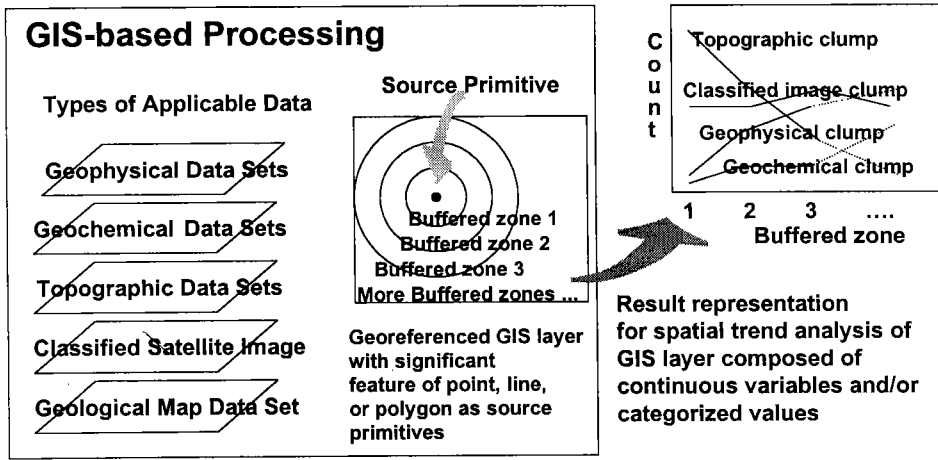 GIS-based Processing
Types of Applicable Data
Geophysical Data Sets
Geochemical Data Sets
Topographic Data Sets
Classified Satellite Image
Geological Map Data Set
Source Primitive
Buffered zone 1
Buffered zone 2
Buffered zone 3
More Buffered zones ...
Georeferenced GIS layer
with significant
feature of point, line,
or polygon as source
primitives
Count
Topographic clump
Classified image clump
Geophysical clump
Geochemical clump
1 2 3 ....
Buffered zone
Result representation
for spatial trend analysis of
GIS layer composed of
continuous variables and/or
categorized values